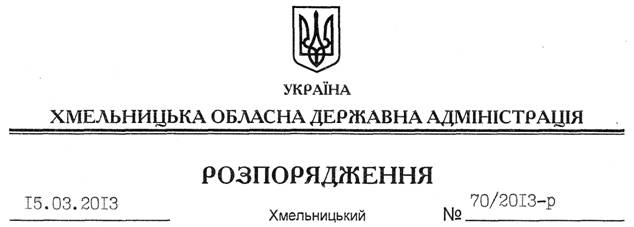 УКРАЇНА
ХМЕЛЬНИЦЬКА ОБЛАСНА ДЕРЖАВНА АДМІНІСТРАЦІЯ
РОЗПОРЯДЖЕННЯ
15.03.2013 Хмельницький № 70/2013-р